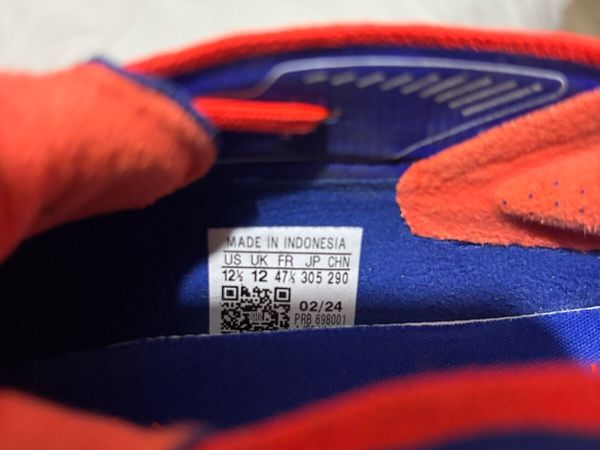 MADE IN INDONESIA
US UK FR JP CHN
12½ 12 47⅓ 305 290
02/24
PRB 698001